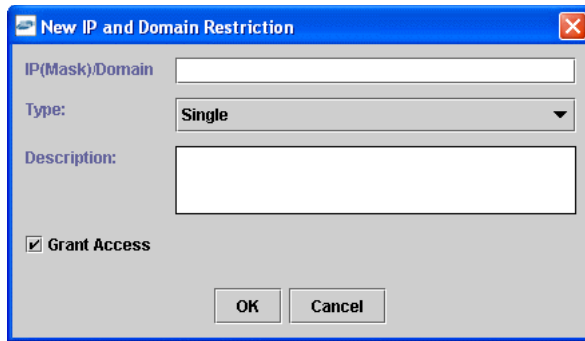 New IP and Domain Restriction
IP(Mask)/Domain
Type:
Single
Description:
Grant Access
OK
Cancel